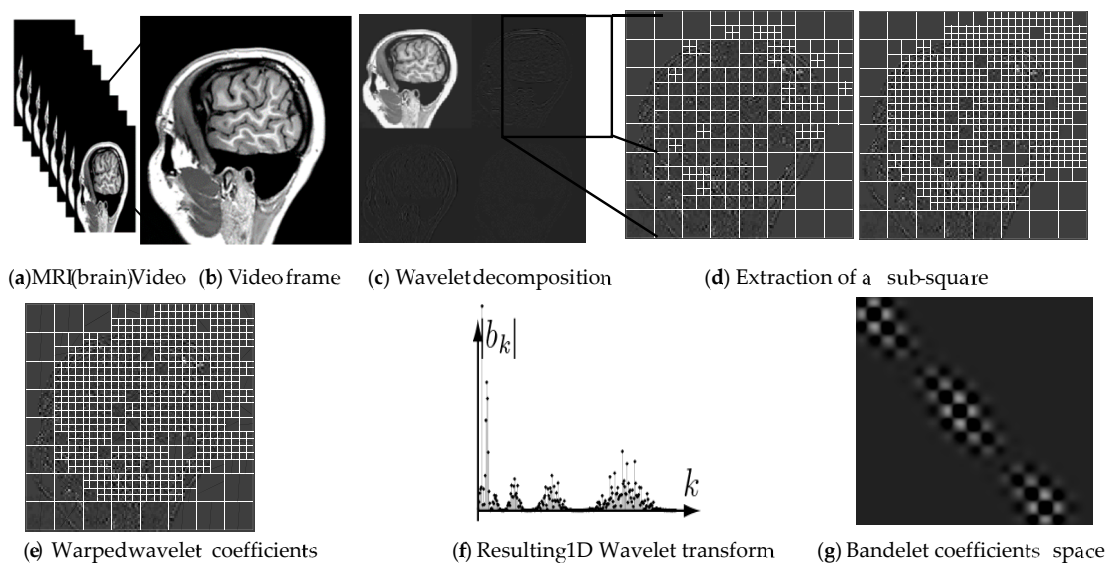 (a)MRI(brain)Video (b) Video frame (c) Wavelet decomposition (d) Extraction of a sub-square
|b_k|
k
(e) Warped wavelet coefficients (f) Resulting 1D Wavelet transform (g) Bandelet coefficients space